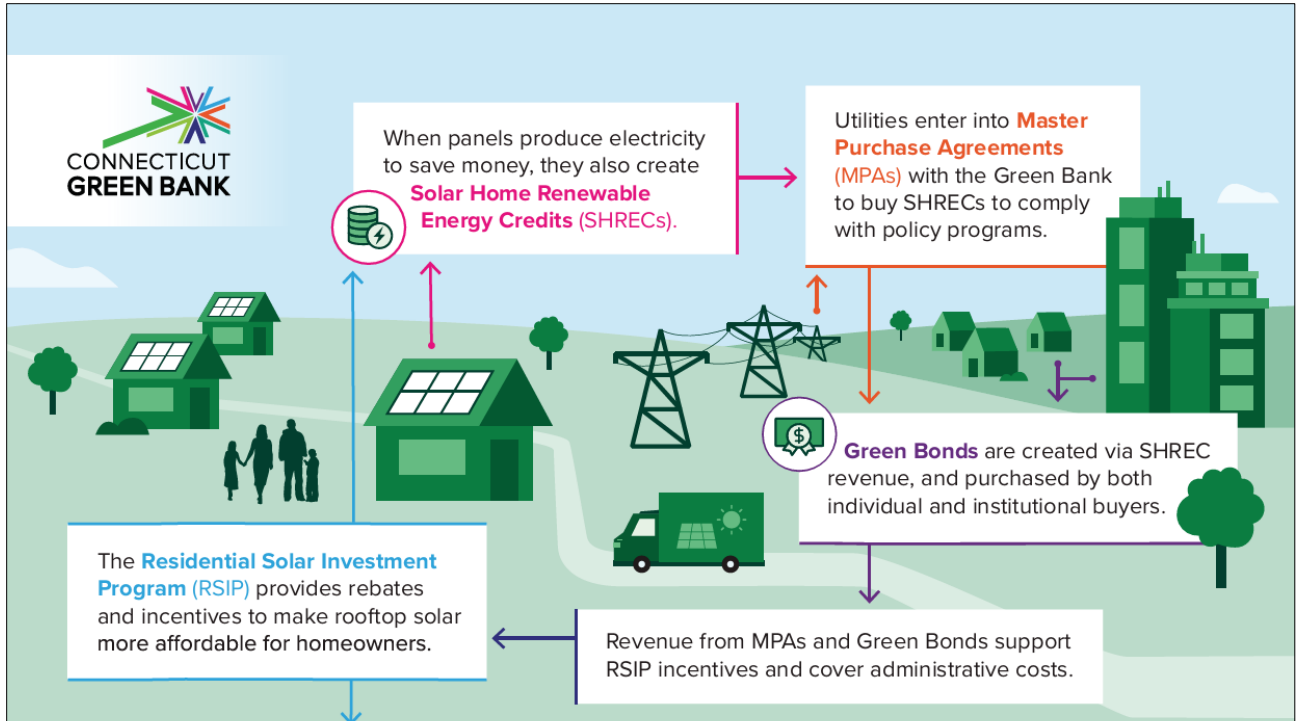 CONNECTICUT
GREEN BANK
When panels produce electricity
to save money, they also create
Solar Home Renewable
Energy Credits (SHRECs).
Utilities enter into Master
Purchase Agreements
(MPAs) with the Green Bank
to buy SHRECs to comply
with policy programs.
Green Bonds are created via SHREC
revenue, and purchased by both
individual and institutional buyers.
The Residential Solar Investment
Program (RSIP) provides rebates
and incentives to make rooftop solar
more affordable for homeowners.
Revenue from MPAs and Green Bonds support
RSIP incentives and cover administrative costs.